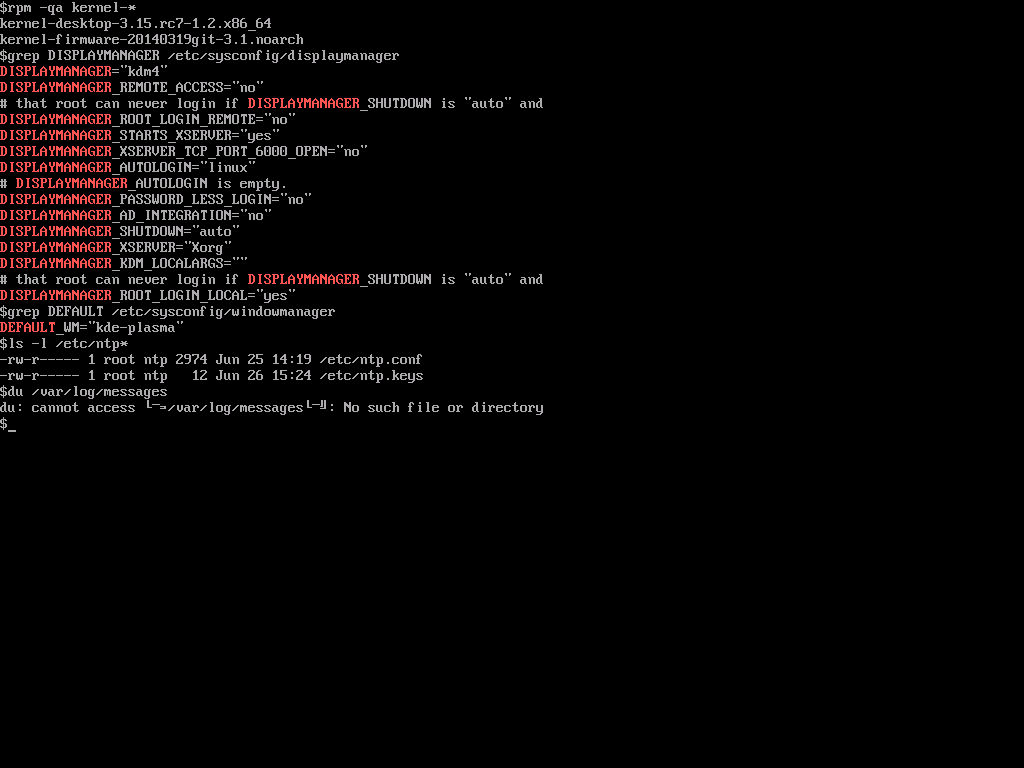 $rpm -qa kernel-*
kernel-desktop-3.15.rc7-1.2.x86_64
kernel-firmware-20140319git-3.1.noarch
$grep DISPLAYMANAGER /etc/sysconfig/displaymanager
DISPLAYMANAGER="kdm4"
DISPLAYMANAGER_REMOTE_ACCESS="no"
# that root can never login if DISPLAYMANAGER_SHUTDOWN is "auto" and
DISPLAYMANAGER_ROOT_LOGIN_REMOTE="no"
DISPLAYMANAGER_STARTS_XSERVER="yes"
DISPLAYMANAGER_XSERVER_TCP_PORT_6000_OPEN="no"
DISPLAYMANAGER_AUTOLOGIN="linux"
# DISPLAYMANAGER_AUTOLOGIN is empty.
DISPLAYMANAGER_PASSWORD_LESS_LOGIN="no"
DISPLAYMANAGER_AD_INTEGRATION="no"
DISPLAYMANAGER_SHUTDOWN="auto"
DISPLAYMANAGER_XSERVER="Xorg"
DISPLAYMANAGER_KDM_LOCALARGS=""
# that root can never login if DISPLAYMANAGER_SHUTDOWN is "auto" and
DISPLAYMANAGER_ROOT_LOGIN_LOCAL="yes"
$grep DEFAULT /etc/sysconfig/windowmanager
DEFAULT_WM="kde-plasma"
$ls -l /etc/ntp*
-rw-r----- 1 root ntp 2974 Jun 25 14:19 /etc/ntp.conf
-rw-r----- 1 root ntp   12 Jun 26 15:24 /etc/ntp.keys
$du /var/log/messages
du: cannot access └─⌐/var/log/messages└─╜: No such file or directory
$_